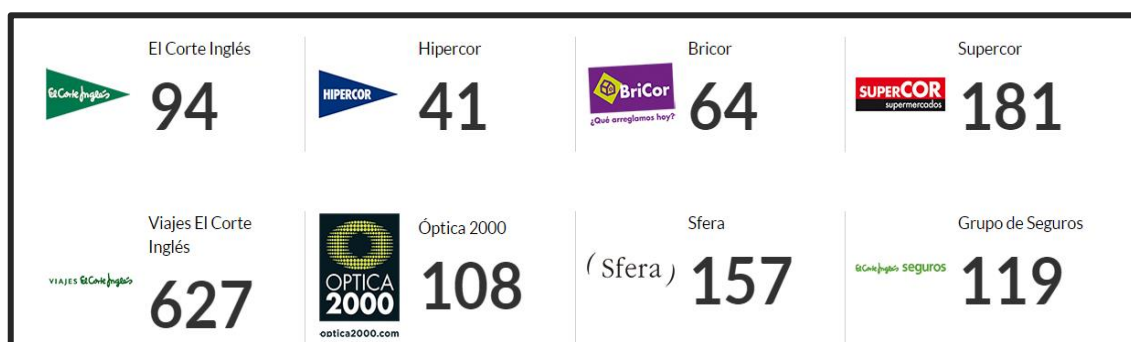 El Corte Inglés
El Corte Inglés
94
Hipercor
HIPERCOR
41
Bricor
BriCor
¿Qué arreglamos hoy?
64
Supercor
SUPERCOR
supermercados
181
Viajes El Corte
Inglés
VIAJES El Corte Inglés
627
Óptica 2000
OPTICA
2000
optica2000.com
108
Sfera
( Sfera )
157
Grupo de Seguros
El Corte Inglés seguros
119